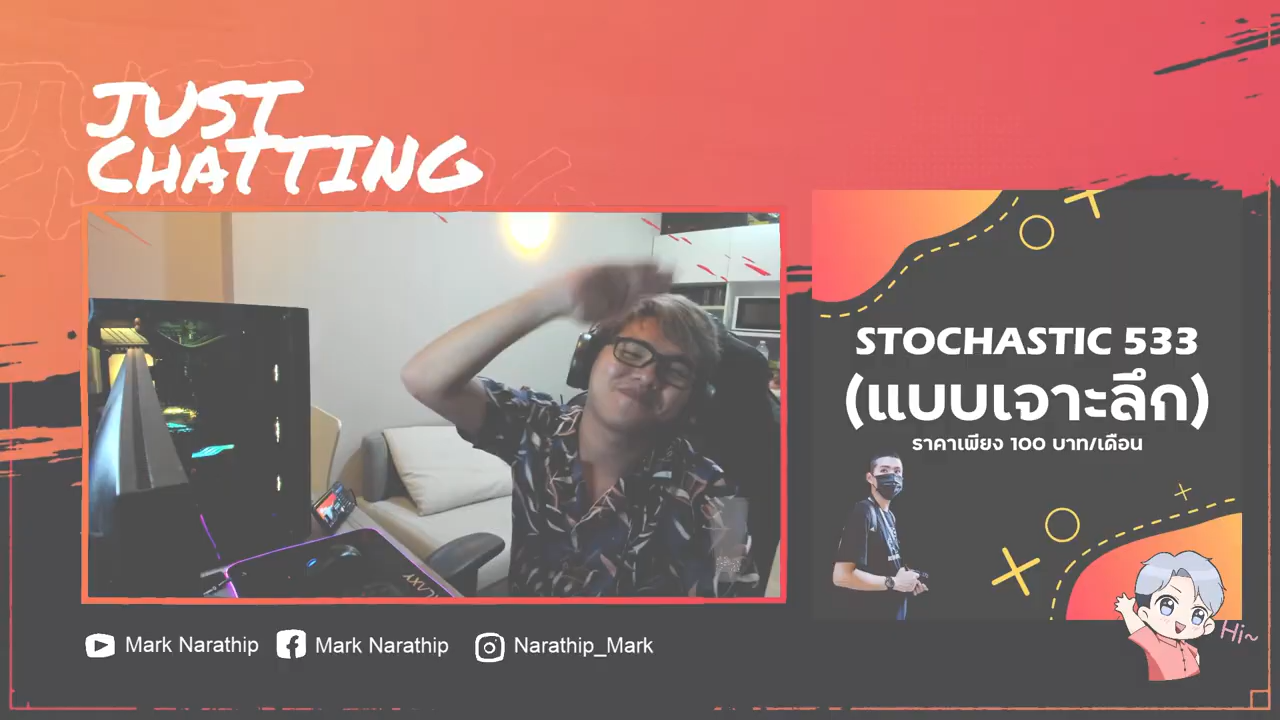 JUST
CHATTING
STOCHASTIC 533
(แบบเจาะลึก)
ราคาเพียง 100 บาท/เดือน
Hi~
Mark Narathip
Mark Narathip
Narathip_Mark